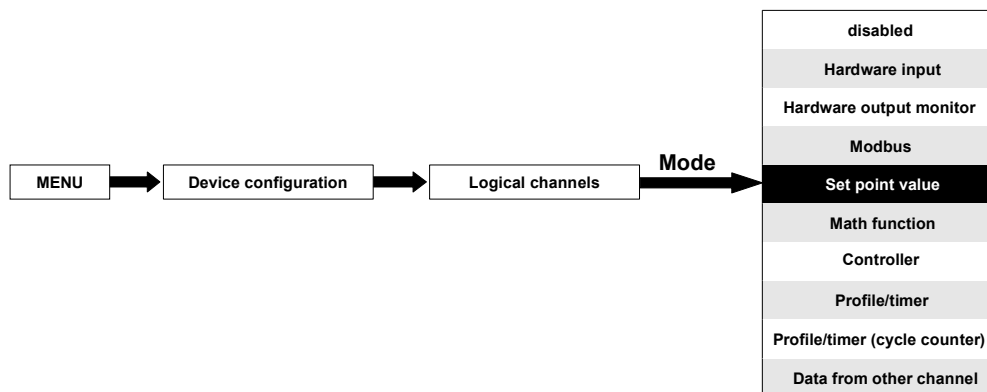 MENU
Device configuration
Logical channels
Mode
disabled
Hardware input
Hardware output monitor
Modbus
Set point value
Math function
Controller
Profile/timer
Profile/timer (cycle counter)
Data from other channel